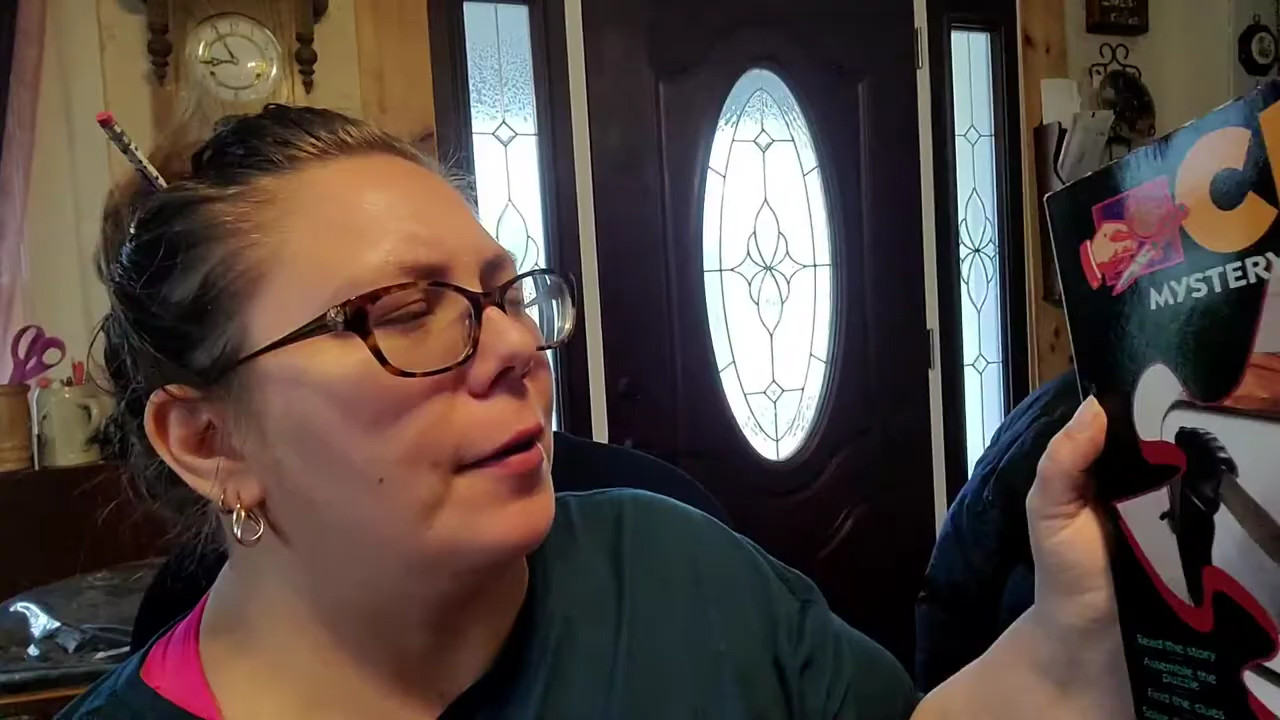 C
MYSTERY
Read the story
Assemble the
puzzle
Find the clues